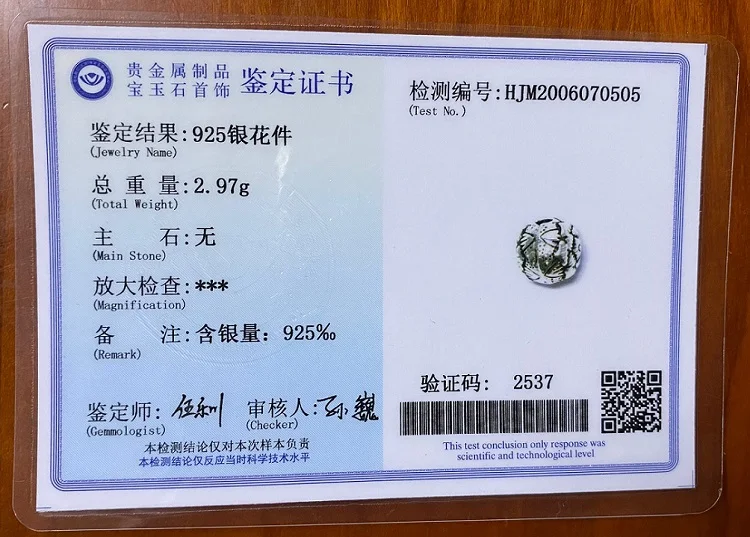 贵金属制品
宝玉石首饰 鉴定证书
鉴定结果:925银花件
(Jewelry Name)
总重量:2.97g
(Total Weight)
主石:无
(Main Stone)
放大检查:***
(Magnification)
备注:含银量: 925‰
(Remark)
鉴定师:
(Gemmologist)
审核人:
(Checker)
本检测结论仅对本次样本负责
本检测结论仅反应当时科学技术水平
检测编号:HJM2006070505
(Test No.)
验证码: 2537
This test conclusion only response was
scientific and technological level